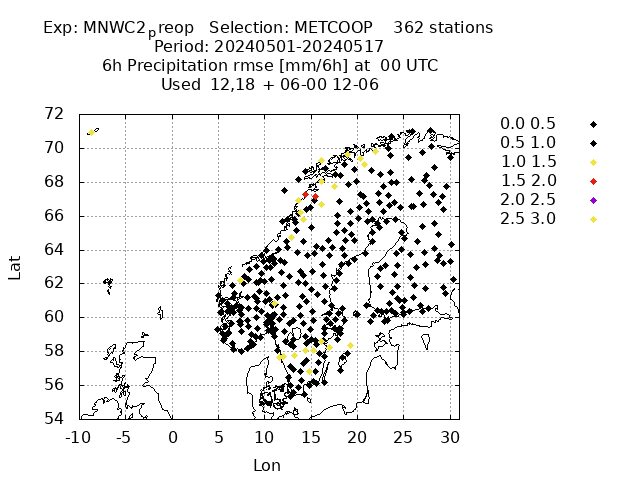 Exp: MNWC2preop   Selection: METCOOP    362 stations
Period: 20240501-20240517
6h Precipitation rmse [mm/6h] at  00 UTC
Used  12,18 + 06-00 12-06
72
70
68
66
64
62
60
58
56
54
-10 -5 0 5 10 15 20 25 30
Lat
Lon
0.0 0.5
0.5 1.0
1.0 1.5
1.5 2.0
2.0 2.5
2.5 3.0